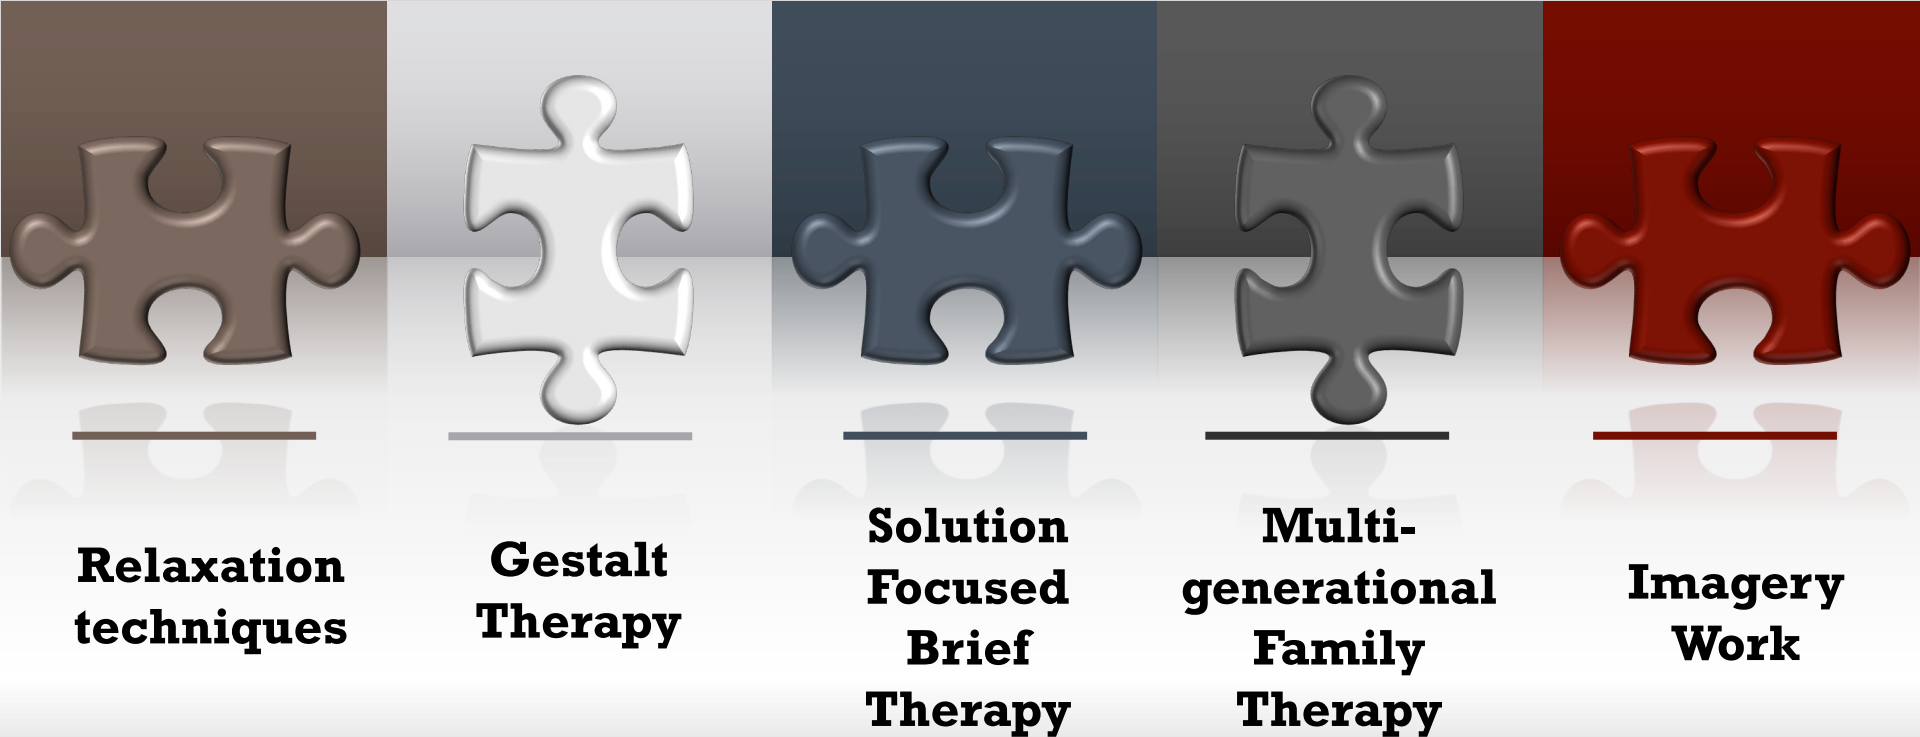 Relaxation
techniques
Gestalt
Therapy
Solution
Focused
Brief
Therapy
Multi-
generational
Family
Therapy
Imagery
Work